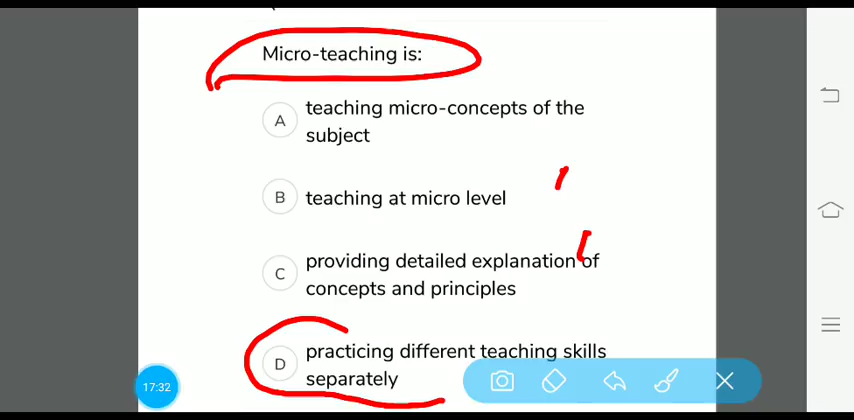 Micro-teaching is:
A
teaching micro-concepts of the
subject
B
teaching at micro level
C
providing detailed explanation of
concepts and principles
D
practicing different teaching skills
separately
17:32